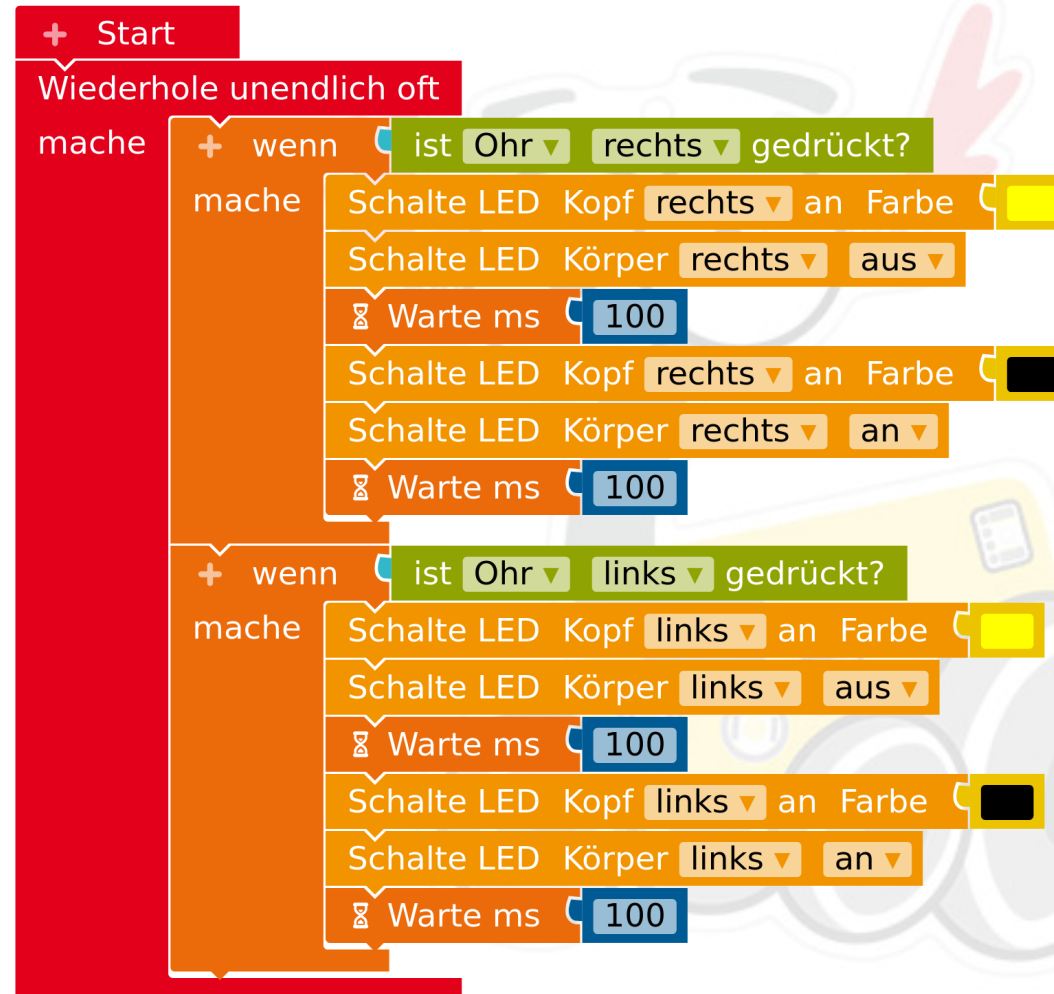 + Start
Wiederhole unendlich oft
mache + wenn ist Ohr rechts gedrückt?
mache Schalte LED Kopf rechts an Farbe
Schalte LED Körper rechts aus
Warte ms 100
Schalte LED Kopf rechts an Farbe
Schalte LED Körper rechts an
Warte ms 100
+ wenn ist Ohr links gedrückt?
mache Schalte LED Kopf links an Farbe
Schalte LED Körper links aus
Warte ms 100
Schalte LED Kopf links an Farbe
Schalte LED Körper links an
Warte ms 100